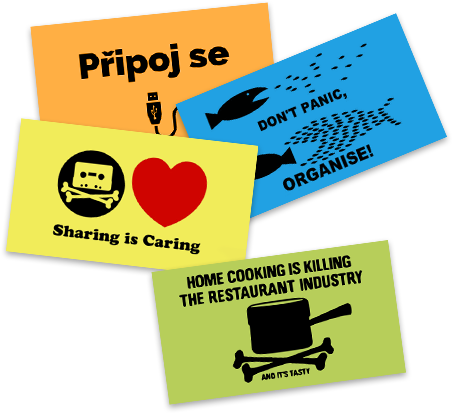 Připoj se
DON'T PANIC,
ORGANISE!
Sharing is Caring
HOME COOKING IS KILLING
THE RESTAURANT INDUSTRY
AND IT'S TASTY